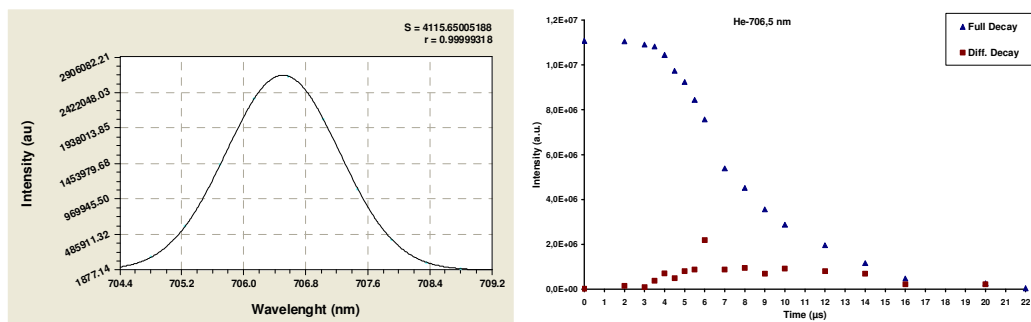 S = 4115.65005188
r = 0.99999318
Intensity (au)
2906082.21
2422048.03
1938013.85
1453979.68
969945.50
485911.32
1877.14
704.4 705.2 706.0 706.8 707.6 708.4 709.2
Wavelenght (nm)
He-706,5 nm
Full Decay
Diff. Decay
Intensity (a.u.)
1,2E+07
1,0E+07
8,0E+06
6,0E+06
4,0E+06
2,0E+06
0,0E+00
0 1 2 3 4 5 6 7 8 9 10 11 12 13 14 15 16 17 18 19 20 21 22
Time (µs)